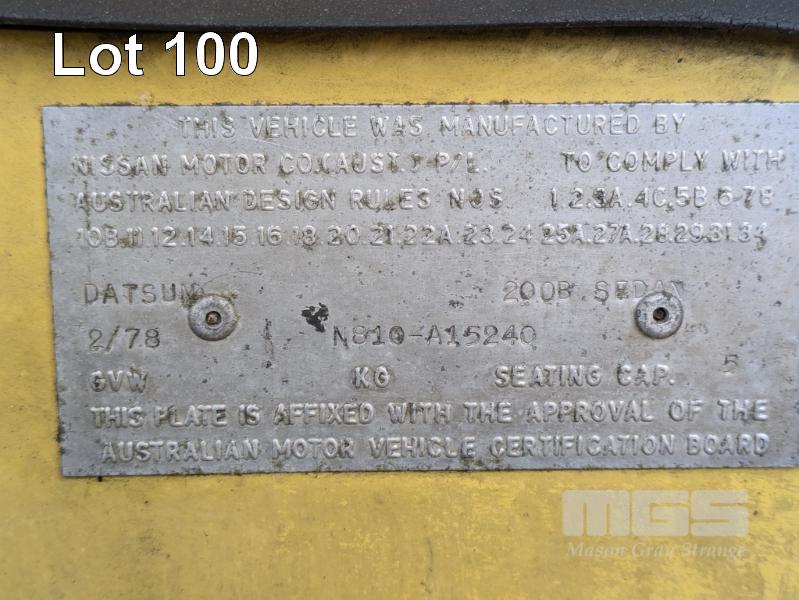 Lot 100
THIS VEHICLE WAS MANUFACTURED BY
NISSAN MOTOR CO.(AUST.) P/L. TO COMPLY WITH
AUSTRALIAN DESIGN RULES NOS. 1.2.3A.4C.5B.6-7.8
10B.11.12.14.15.16.18.20.21.22A.23.24.25A.27A.28.29.31.34
DATSUN 200B SEDAN
2/78 N810-A15240
GVW KG SEATING CAP. 5
THIS PLATE IS AFFIXED WITH THE APPROVAL OF THE
AUSTRALIAN MOTOR VEHICLE CERTIFICATION BOARD
MGS
Mason Gray Strange